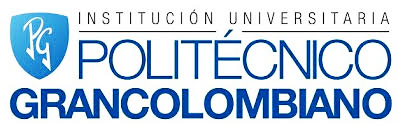 PG
INSTITUCIÓN UNIVERSITARIA
POLITÉCNICO
GRANCOLOMBIANO